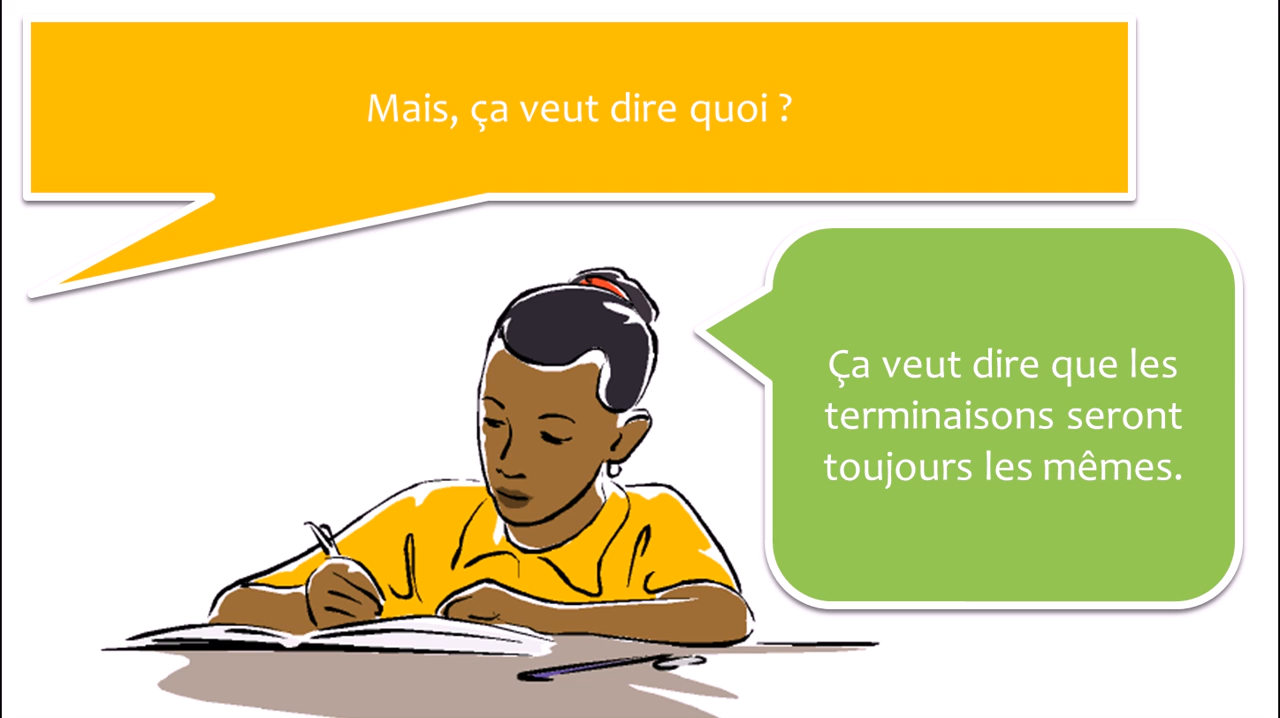 Mais, ça veut dire quoi ?
Ça veut dire que les
terminaisons seront
toujours les mêmes.